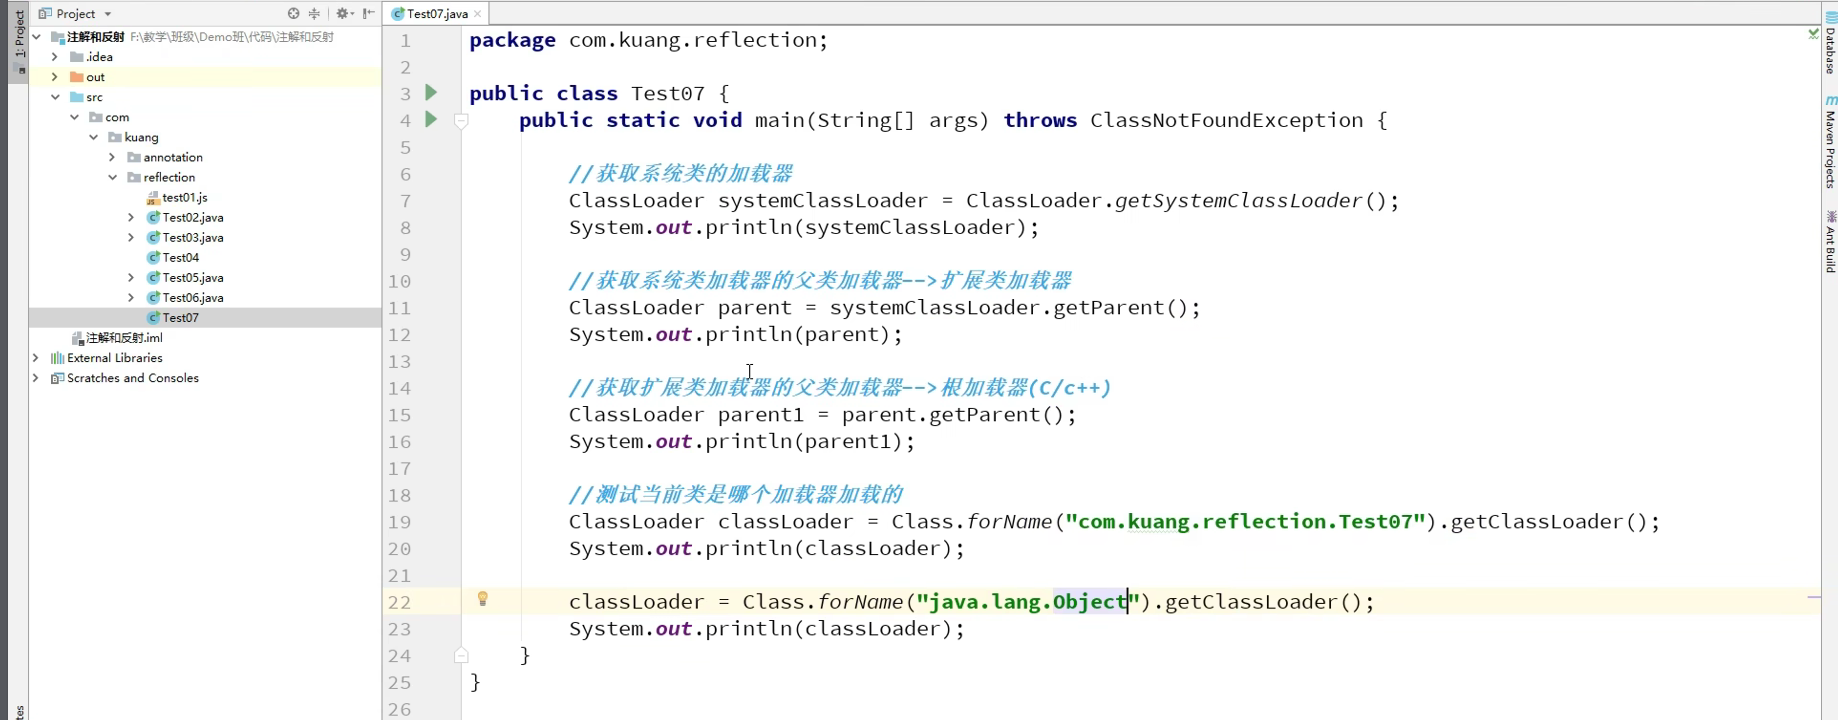 Project
Test07.java
1: Project
注解和反射 F:\教学\班级\Demo班\代码\注解和反射
.idea
out
src
com
kuang
annotation
reflection
test01.js
Test02.java
Test03.java
Test04
Test05.java
Test06.java
Test07
注解和反射.iml
External Libraries
Scratches and Consoles
1 package com.kuang.reflection;
2
3 public class Test07 {
4 public static void main(String[] args) throws ClassNotFoundException {
5
6 //获取系统类的加载器
7 ClassLoader systemClassLoader = ClassLoader.getSystemClassLoader();
8 System.out.println(systemClassLoader);
9
10 //获取系统类加载器的父类加载器-->扩展类加载器
11 ClassLoader parent = systemClassLoader.getParent();
12 System.out.println(parent);
13
14 //获取扩展类加载器的父类加载器-->根加载器(C/c++)
15 ClassLoader parent1 = parent.getParent();
16 System.out.println(parent1);
17
18 //测试当前类是哪个加载器加载的
19 ClassLoader classLoader = Class.forName("com.kuang.reflection.Test07").getClassLoader();
20 System.out.println(classLoader);
21
22 classLoader = Class.forName("java.lang.Object").getClassLoader();
23 System.out.println(classLoader);
24 }
25 }
26
Database
m Maven Projects
Ant Build